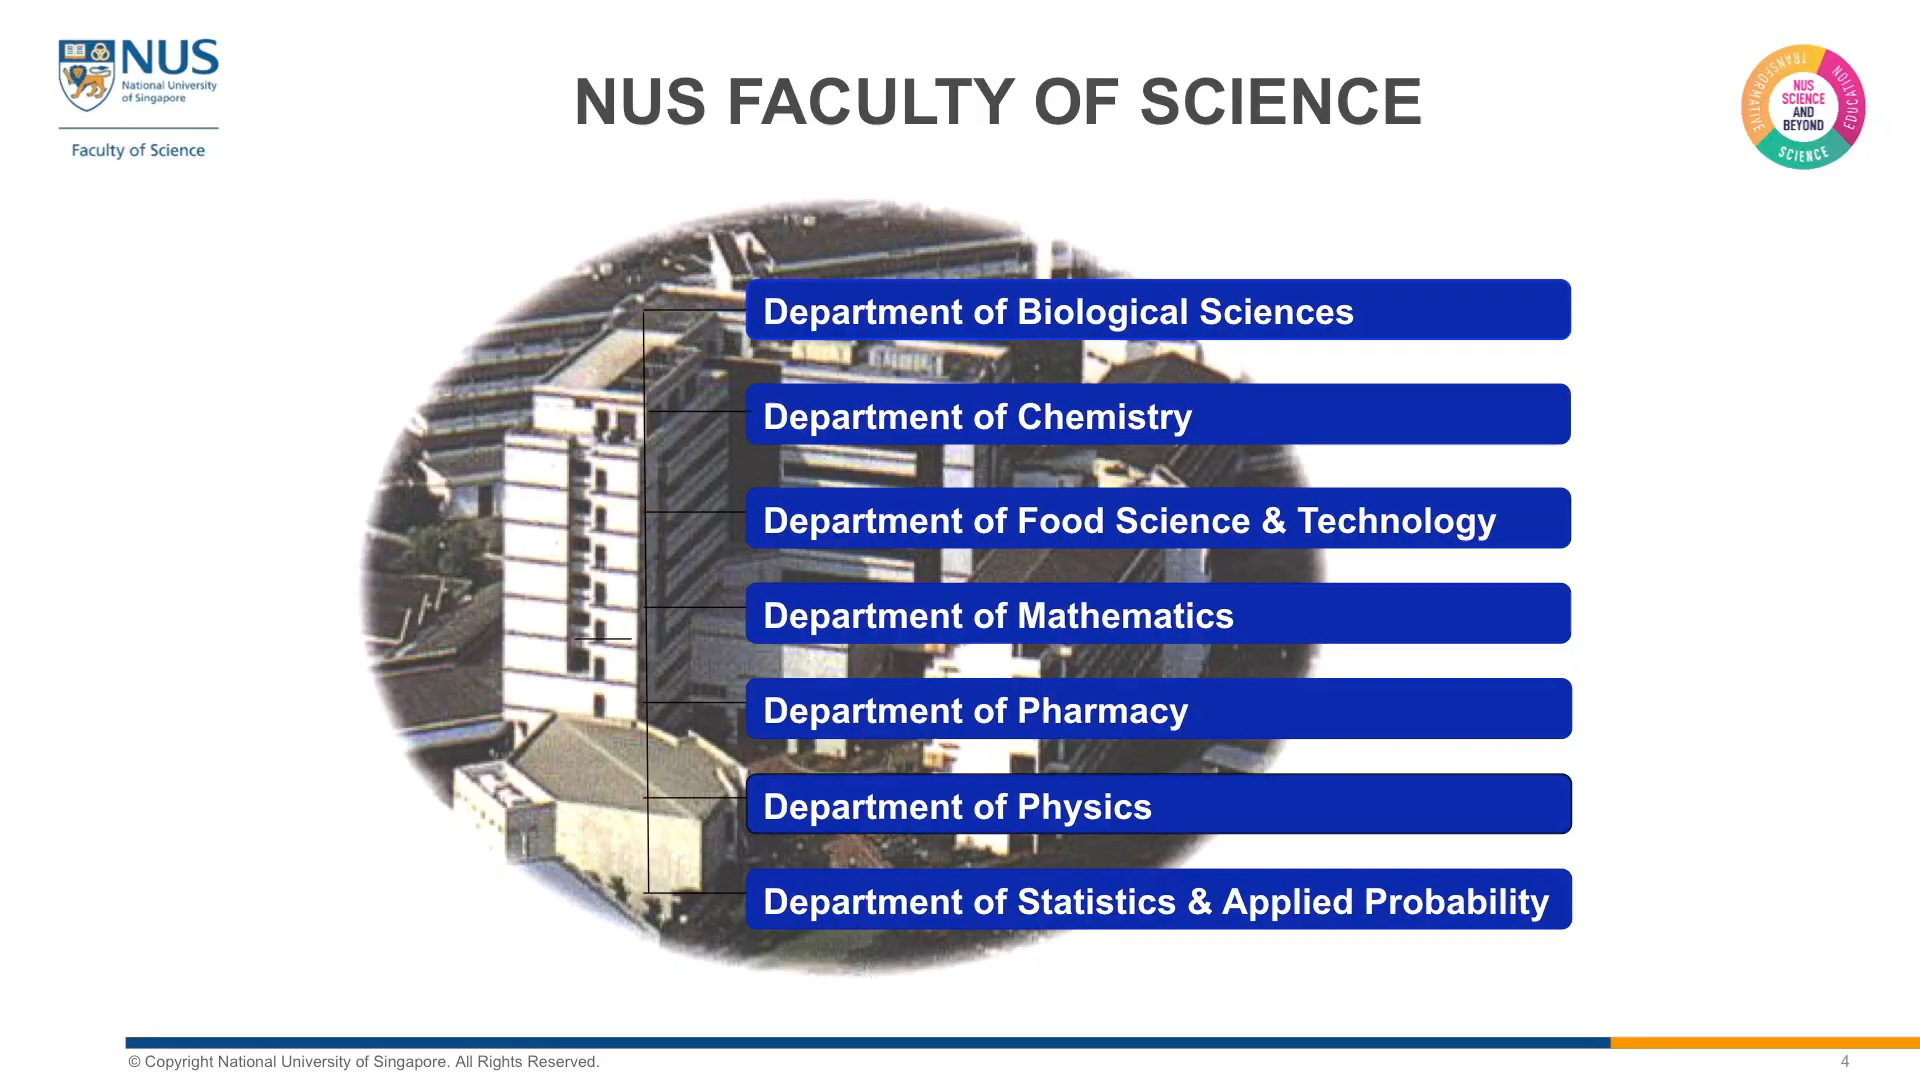 NUS
National University
of Singapore
Faculty of Science
NUS FACULTY OF SCIENCE
TRANSFORMATIVE
EDUCATION
NUS
SCIENCE
AND
BEYOND
SCIENCE
Department of Biological Sciences
Department of Chemistry
Department of Food Science & Technology
Department of Mathematics
Department of Pharmacy
Department of Physics
Department of Statistics & Applied Probability
© Copyright National University of Singapore. All Rights Reserved.
4